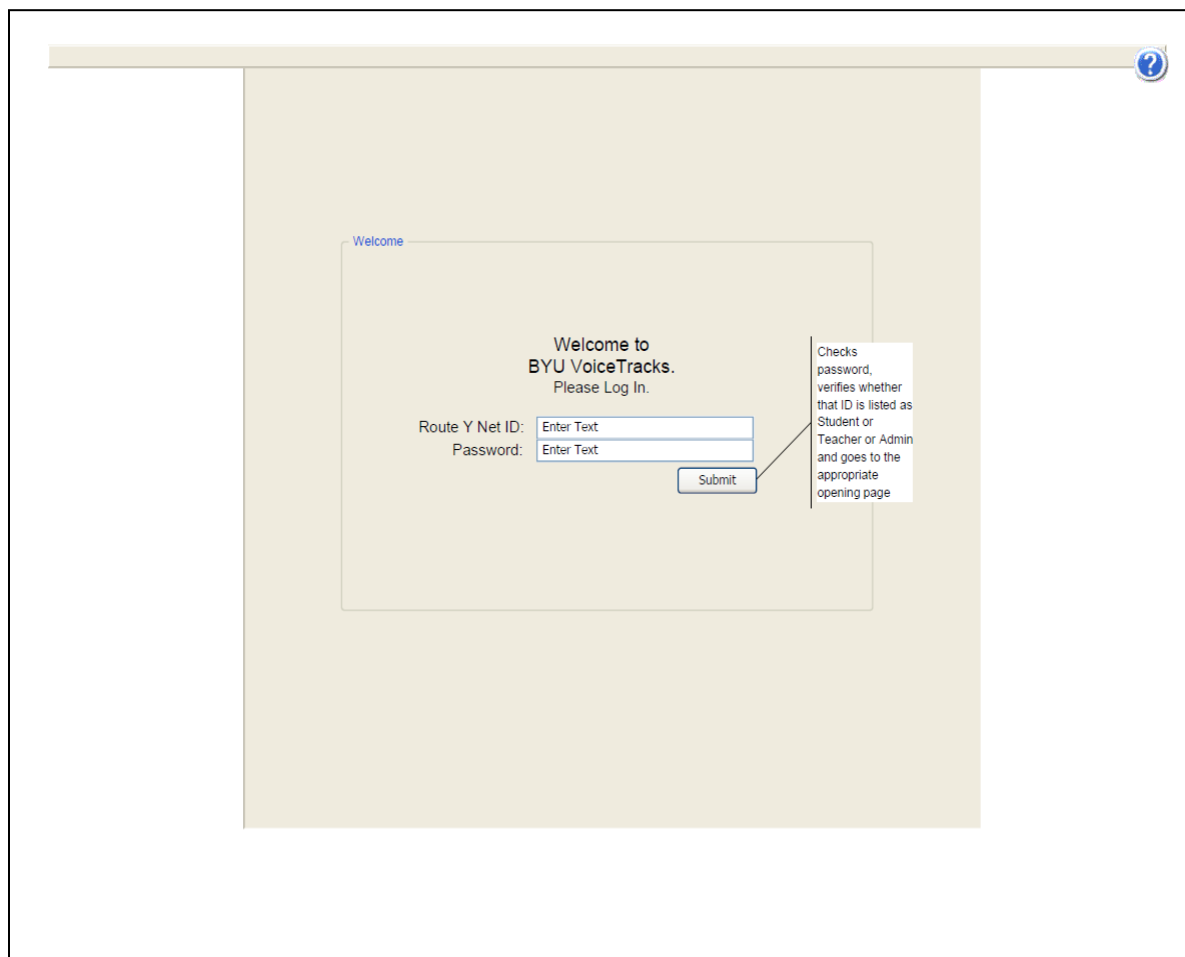 ?
Welcome
Welcome to
BYU VoiceTracks.
Please Log In.
Route Y Net ID: Enter Text
Password: Enter Text
Submit
Checks
password,
verifies whether
that ID is listed as
Student or
Teacher or Admin
and goes to the
appropriate
opening page